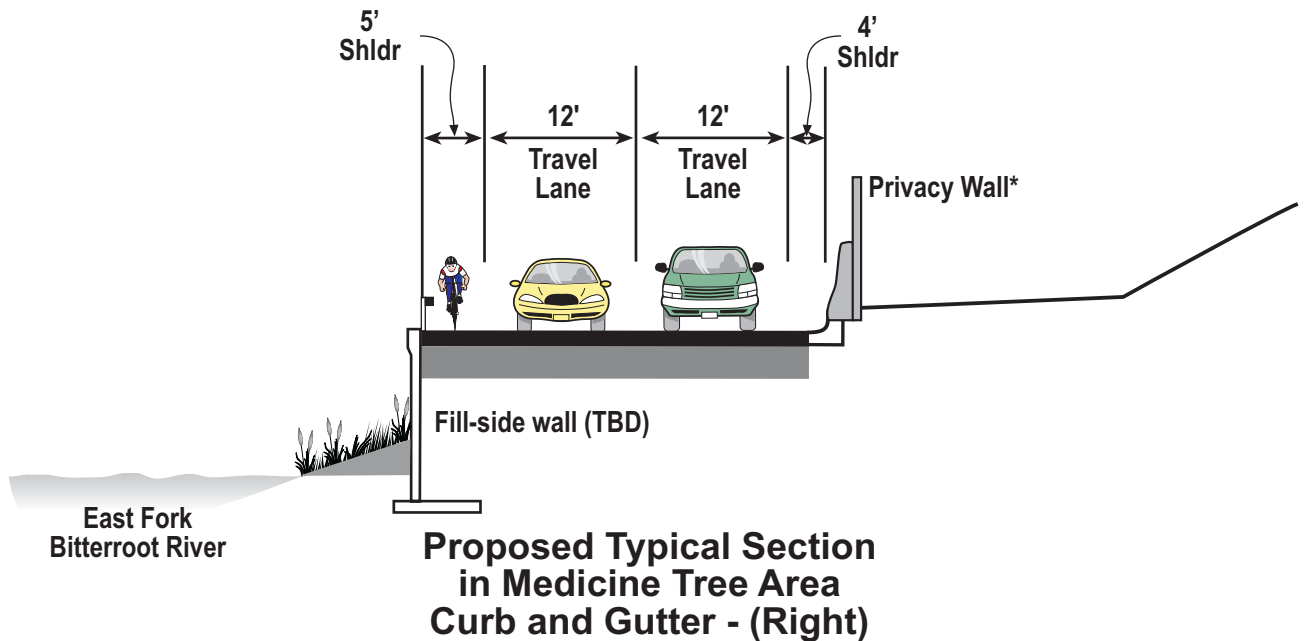 5’
Shldr
4’
Shldr
12'
12'
Travel
Lane
Travel
Lane
Privacy Wall*
Fill-side wall (TBD)
East Fork
Bitterroot River
Proposed Typical Section
in Medicine Tree Area
Curb and Gutter - (Right)